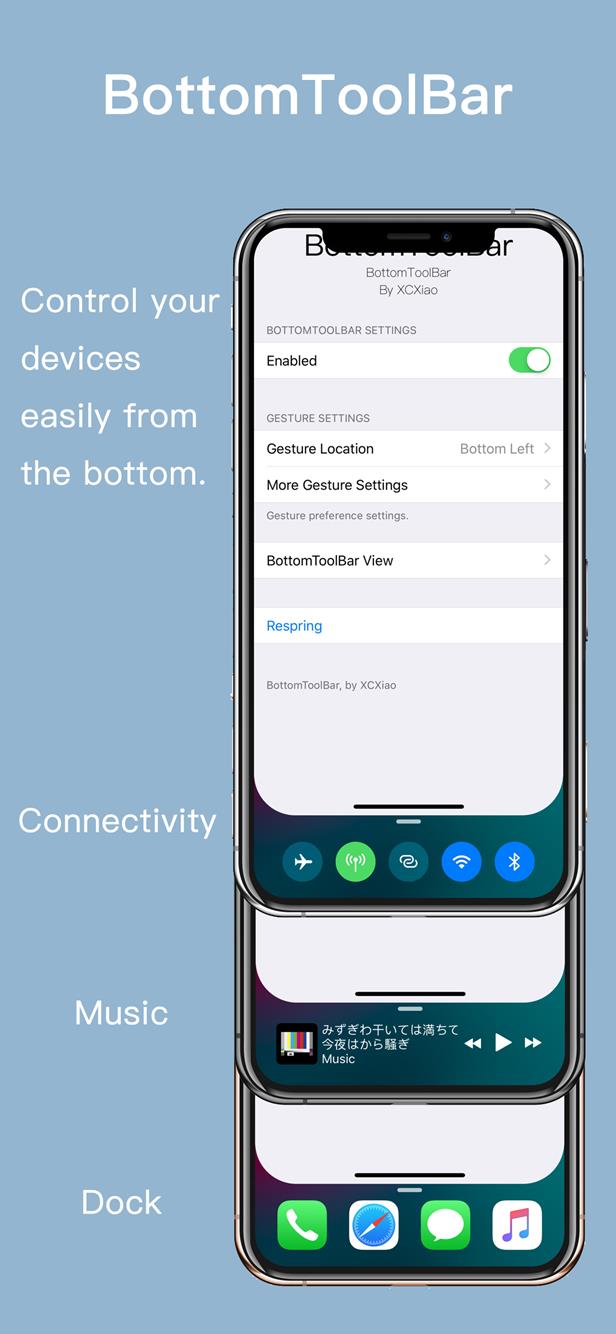 BottomToolBar
Control your
devices
easily from
the bottom.
BottomToolBar
By XCXiao
BOTTOMTOOLBAR SETTINGS
Enabled
GESTURE SETTINGS
Gesture Location Bottom Left
More Gesture Settings
Gesture preference settings.
BottomToolBar View
Respring
BottomToolBar, by XCXiao
Connectivity
Music
みずぎわ干いては満ちて
今夜はから騒ぎ
Music
Dock